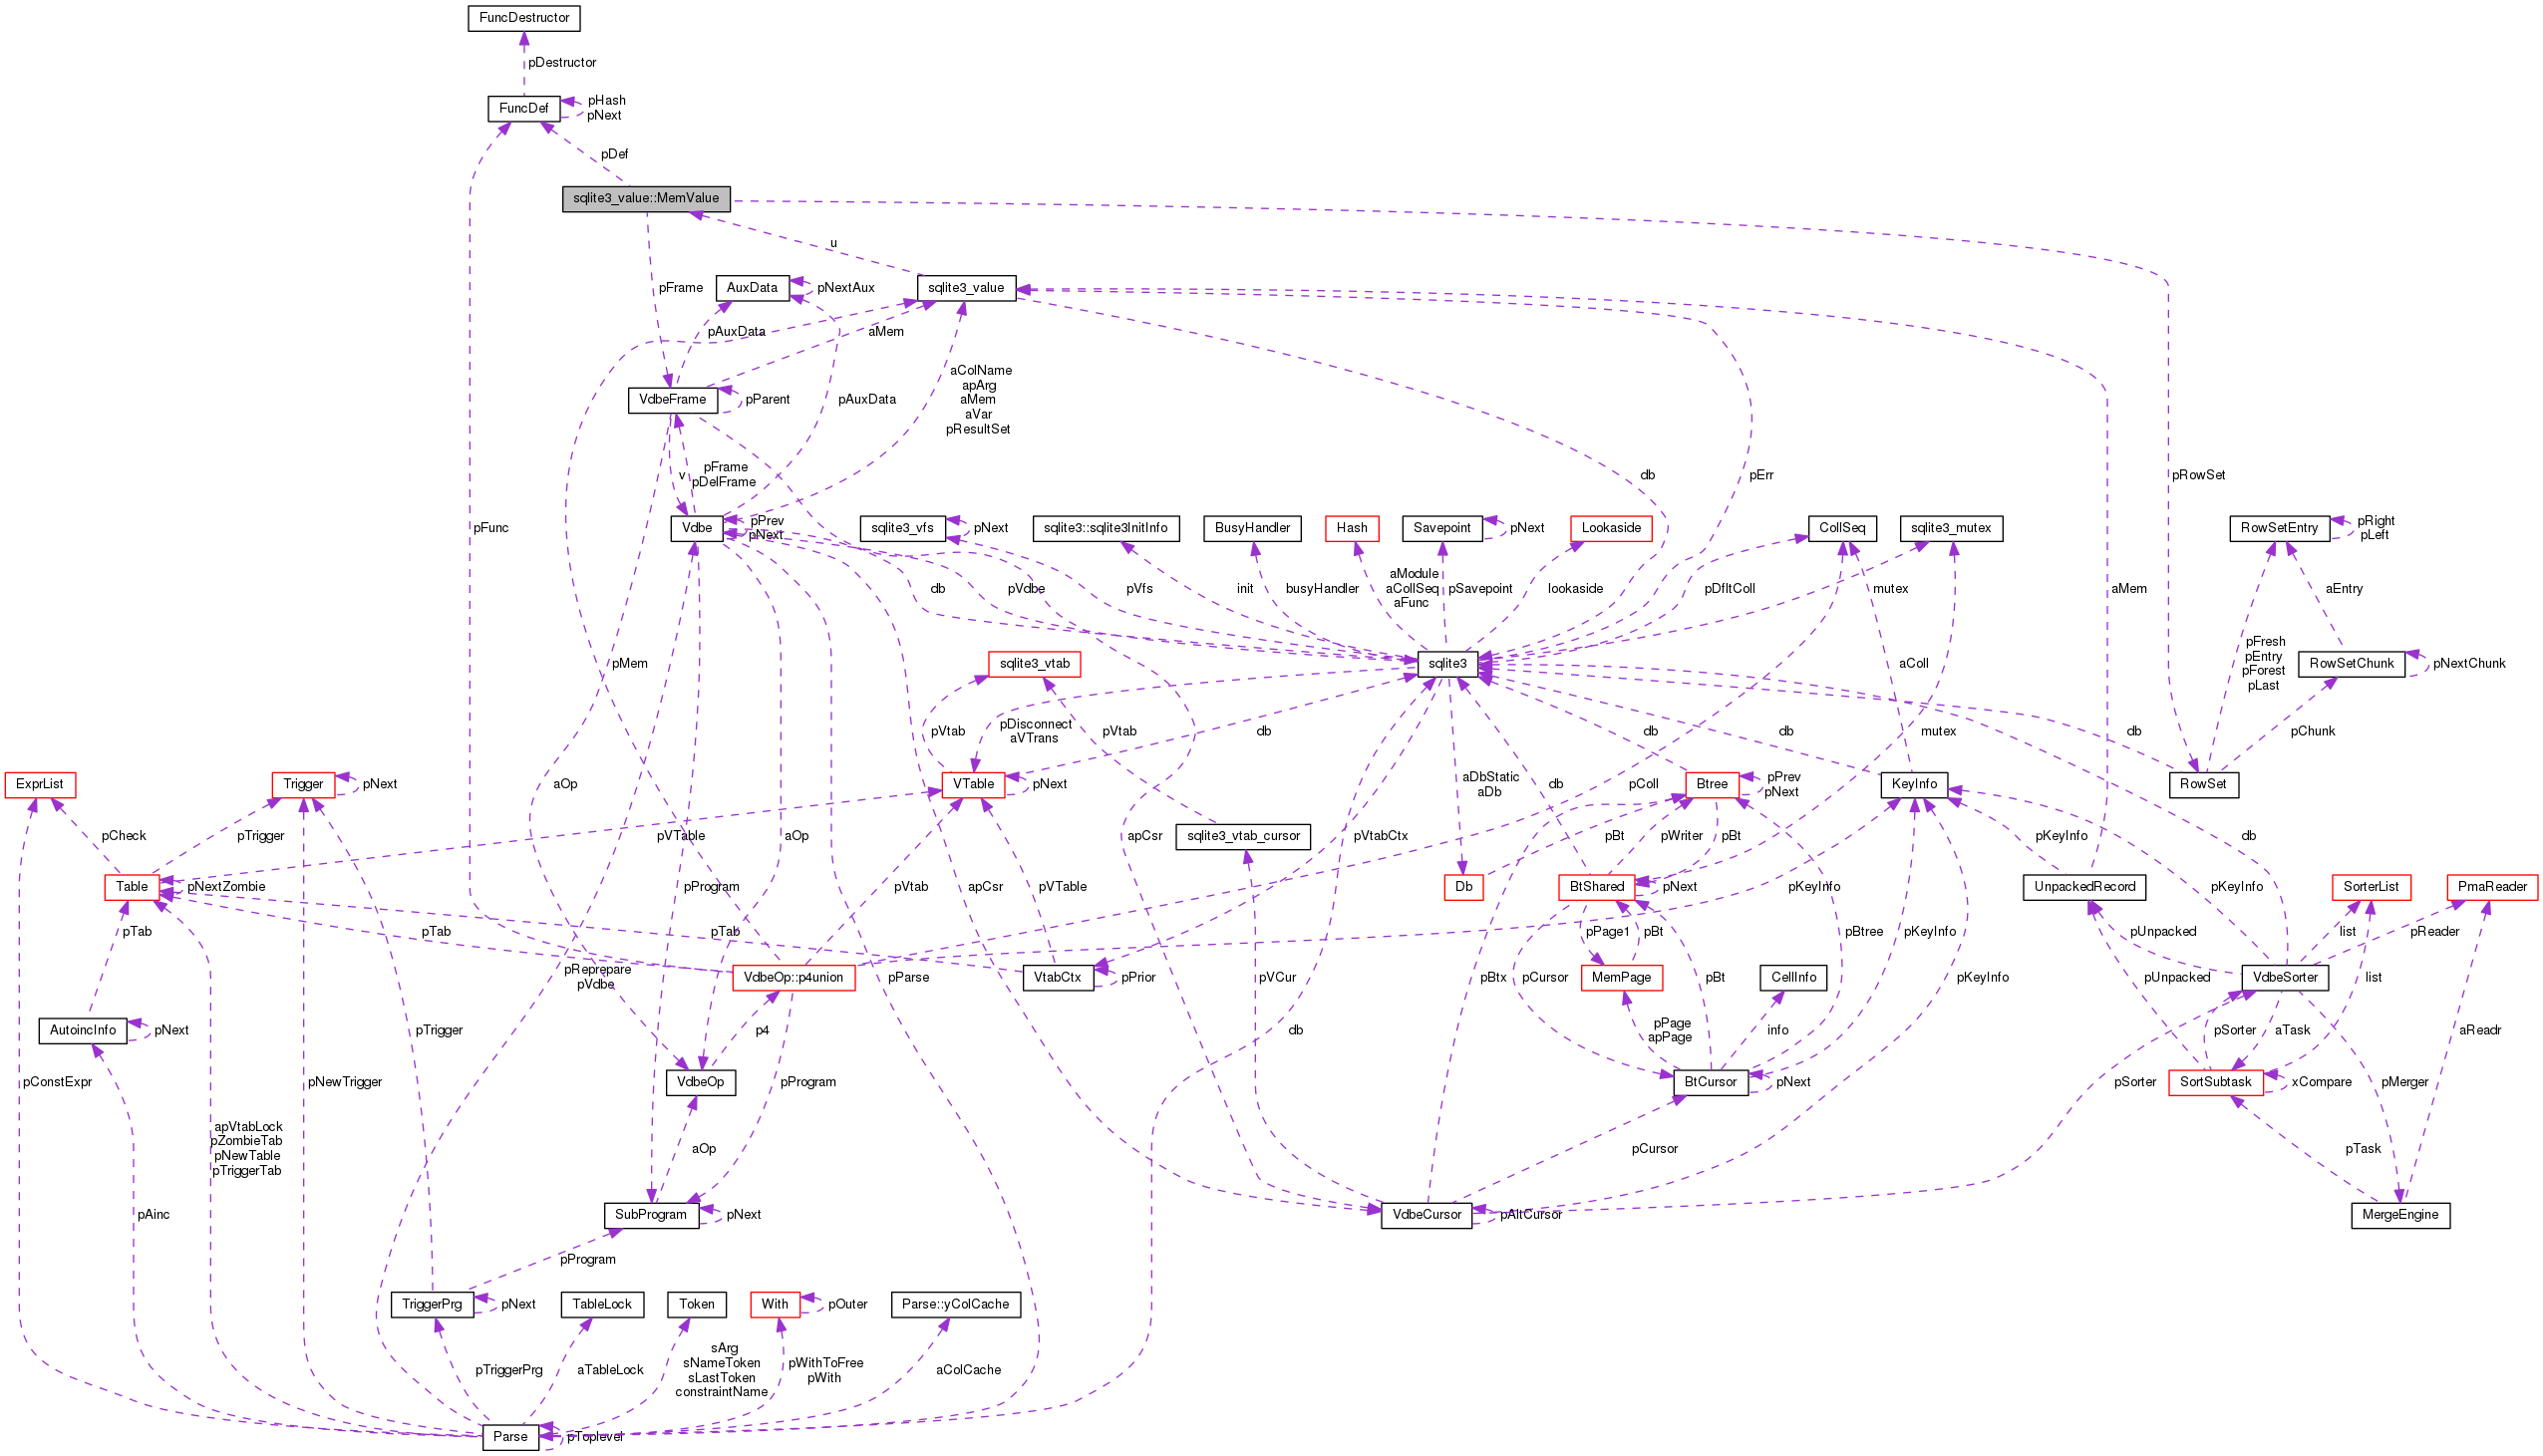 FuncDestructor
pDestructor
FuncDef
pHash
pNext
pDef
sqlite3_value::MemValue
u
pFrame
AuxData
pNextAux
sqlite3_value
pAuxData
aMem
VdbeFrame
pParent
pAuxData
aColName
apArg
aMem
aVar
pResultSet
v
pFrame
pDelFrame
db
pErr
pRowSet
pFunc
Vdbe
pPrev
pNext
sqlite3_vfs
pNext
sqlite3::sqlite3InitInfo
BusyHandler
Hash
Savepoint
pNext
Lookaside
CollSeq
sqlite3_mutex
RowSetEntry
pRight
pLeft
db
pVdbe
pVfs
init
busyHandler
aModule
aCollSeq
aFunc
pSavepoint
lookaside
pDfltColl
mutex
aMem
aEntry
pMem
sqlite3_vtab
sqlite3
aColl
pFresh
pEntry
pForest
pLast
RowSetChunk
pNextChunk
pVtab
pDisconnect
aVTrans
pVtab
db
db
db
mutex
db
pChunk
ExprList
Trigger
pNext
aOp
VTable
pNext
aDbStatic
aDb
pColl
db
Btree
pPrev
pNext
KeyInfo
RowSet
pCheck
pTrigger
pVTable
aOp
apCsr
sqlite3_vtab_cursor
pVtabCtx
pBt
pWriter
pBt
pKeyInfo
db
Table
pNextZombie
pProgram
apCsr
pVtab
pVTable
Db
BtShared
pNext
pKeyInfo
UnpackedRecord
pKeyInfo
SorterList
PmaReader
pTab
pTab
pTab
pPage1
pBt
pBtree
pKeyInfo
pUnpacked
list
pReader
pReprepare
pVdbe
VdbeOp::p4union
pParse
VtabCtx
pPrior
pVCur
pBtx
pCursor
MemPage
pBt
CellInfo
pKeyInfo
pUnpacked
VdbeSorter
list
AutoincInfo
pNext
pTrigger
p4
db
pPage
apPage
info
pSorter
aTask
aReadr
pConstExpr
pNewTrigger
VdbeOp
pProgram
BtCursor
pNext
pSorter
SortSubtask
xCompare
pMerger
apVtabLock
pZombieTab
pNewTable
pTriggerTab
aOp
pCursor
pTask
pAinc
SubProgram
pNext
VdbeCursor
pAltCursor
MergeEngine
pProgram
TriggerPrg
pNext
TableLock
Token
With
pOuter
Parse::yColCache
pTriggerPrg
aTableLock
sArg
sNameToken
sLastToken
constraintName
pWithToFree
pWith
aColCache
Parse
pToplevel